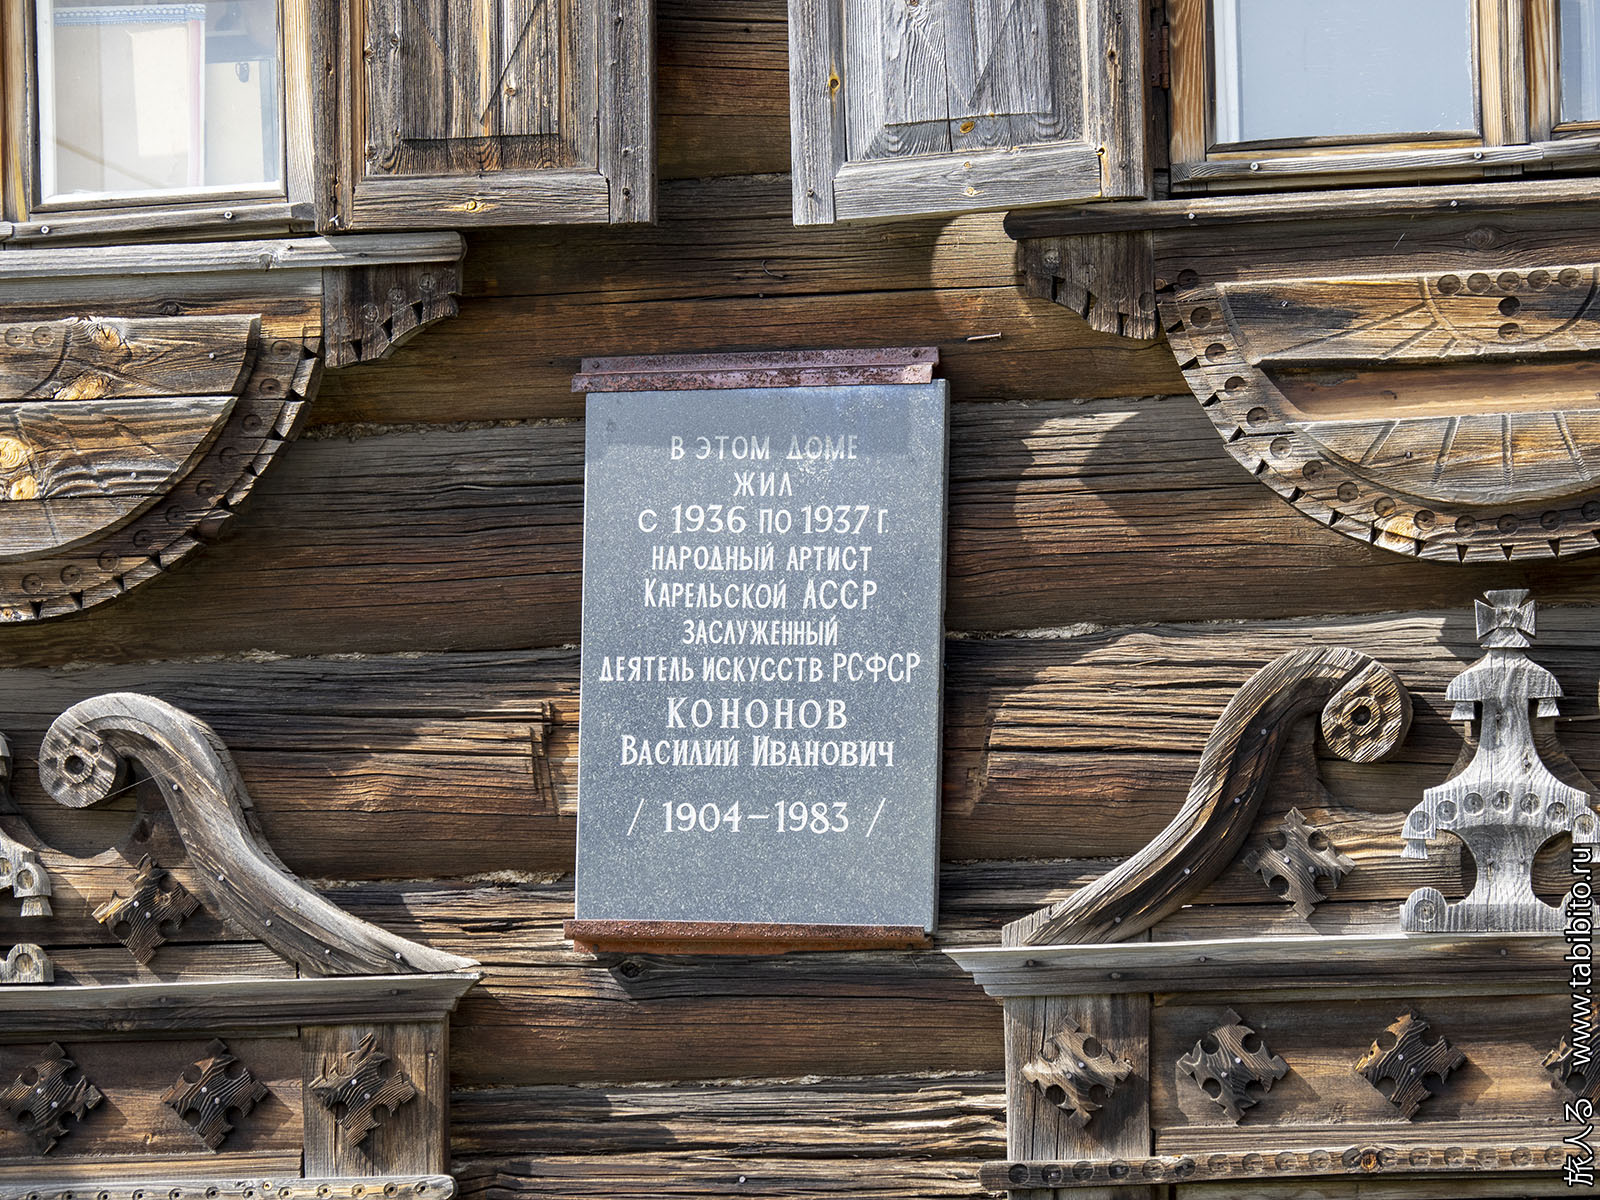 В ЭТОМ ДОМЕ
ЖИЛ
С 1936 ПО 1937 Г.
НАРОДНЫЙ АРТИСТ
КАРЕЛЬСКОЙ АССР
ЗАСЛУЖЕННЫЙ
ДЕЯТЕЛЬ ИСКУССТВ РСФСР
КОНОНОВ
ВАСИЛИЙ ИВАНОВИЧ
/ 1904–1983 /
旅人る www.tabibito.ru